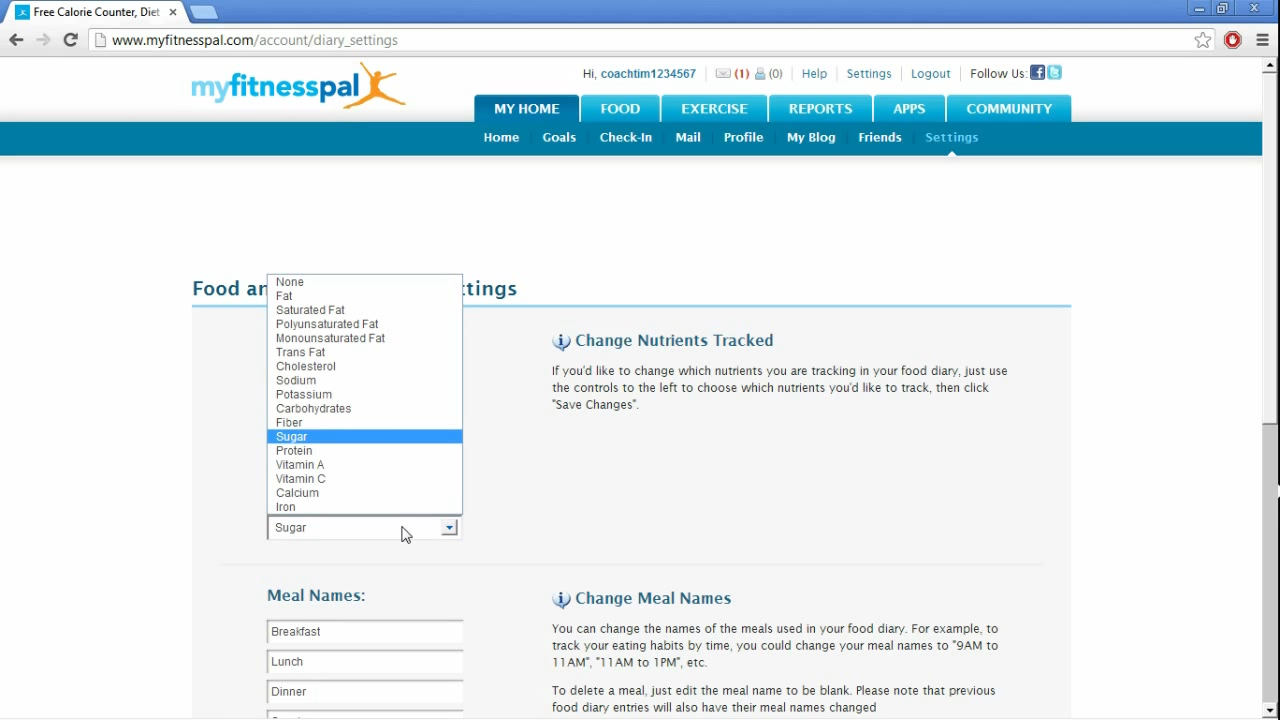 Free Calorie Counter, Diet
www.myfitnesspal.com/account/diary_settings
myfitnesspal
Hi, coachtim1234567 (1) (0) Help Settings Logout Follow Us:
MY HOME FOOD EXERCISE REPORTS APPS COMMUNITY
Home Goals Check-In Mail Profile My Blog Friends Settings
Food an
ttings
None
Fat
Saturated Fat
Polyunsaturated Fat
Monounsaturated Fat
Trans Fat
Cholesterol
Sodium
Potassium
Carbohydrates
Fiber
Sugar
Protein
Vitamin A
Vitamin C
Calcium
Iron
Sugar
Change Nutrients Tracked
If you'd like to change which nutrients you are tracking in your food diary, just use
the controls to the left to choose which nutrients you'd like to track, then click
"Save Changes".
Meal Names:
Breakfast
Lunch
Dinner
Change Meal Names
You can change the names of the meals used in your food diary. For example, to
track your eating habits by time, you could change your meal names to "9AM to
11AM", "11AM to 1PM", etc.
To delete a meal, just edit the meal name to be blank. Please note that previous
food diary entries will also have their meal names changed